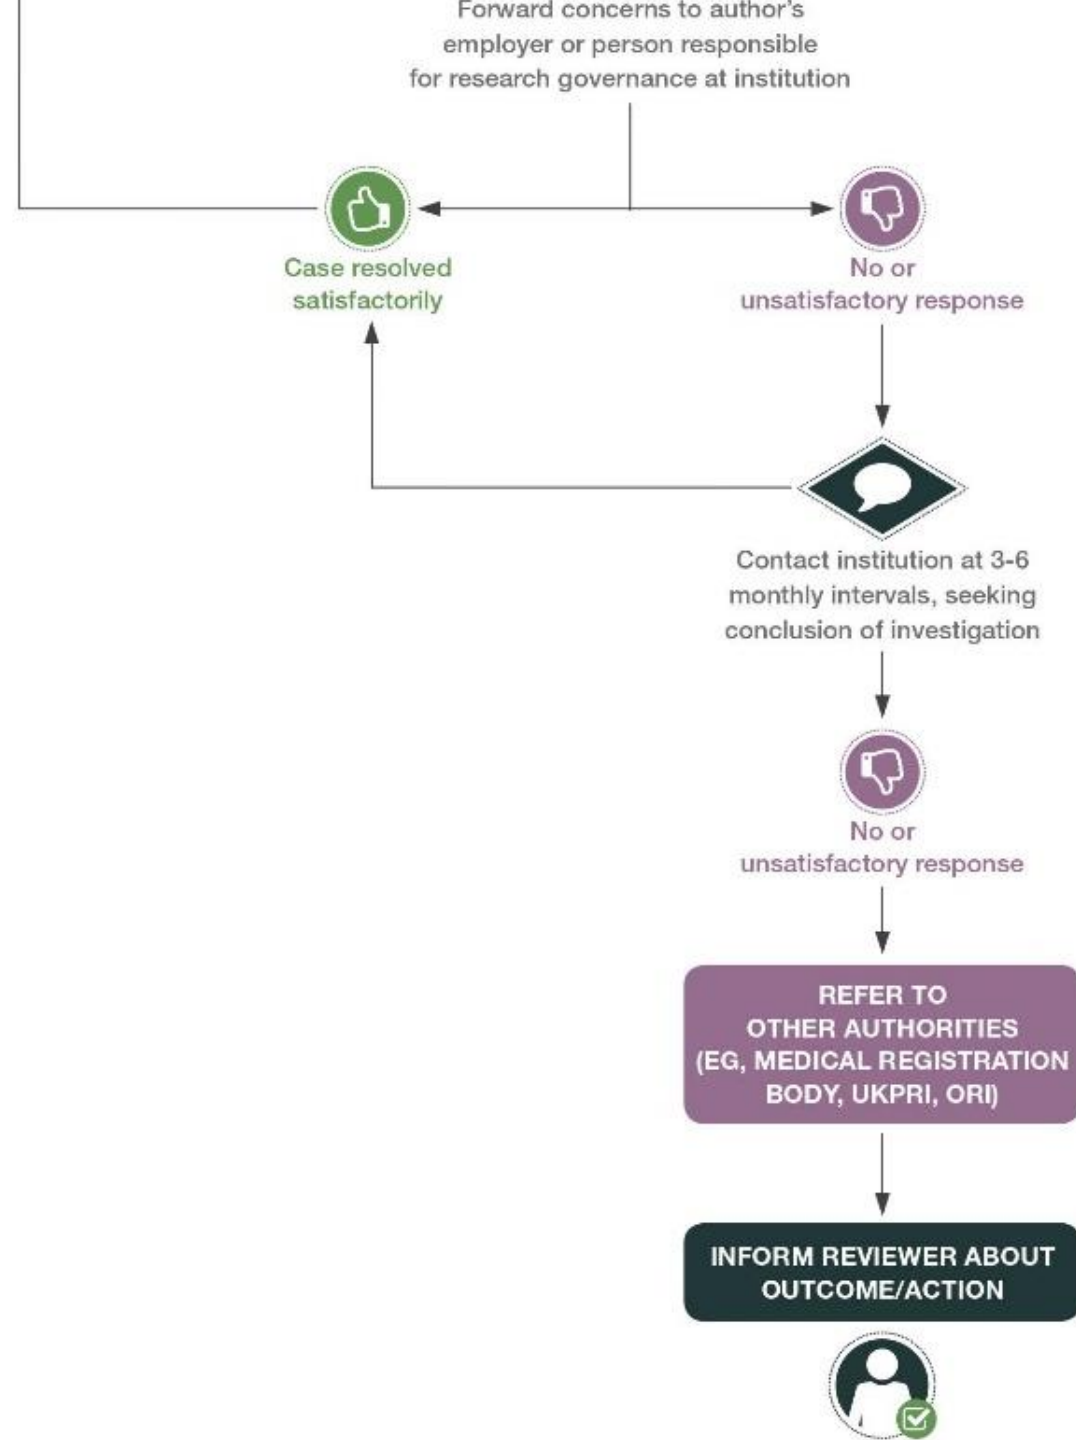 Forward concerns to author's
employer or person responsible
for research governance at institution
Case resolved
satisfactorily
No or
unsatisfactory response
Contact institution at 3-6
monthly intervals, seeking
conclusion of investigation
No or
unsatisfactory response
REFER TO
OTHER AUTHORITIES
(EG, MEDICAL REGISTRATION
BODY, UKPRI, ORI)
INFORM REVIEWER ABOUT
OUTCOME/ACTION